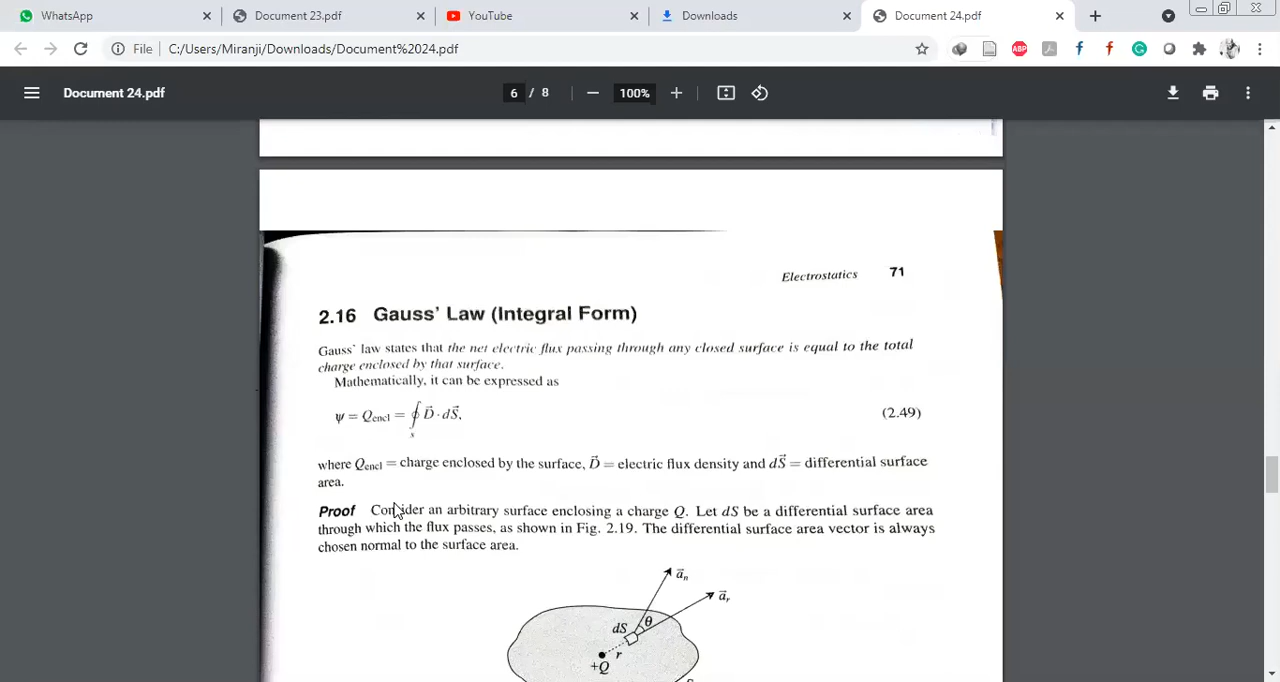 WhatsApp
Document 23.pdf
YouTube
Downloads
Document 24.pdf
File
C:/Users/Miranji/Downloads/Document%2024.pdf
ABP
Document 24.pdf
6 / 8
100%
Electrostatics 71
2.16 Gauss' Law (Integral Form)
Gauss' law states that the net electric flux passing through any closed surface is equal to the total
charge enclosed by that surface.
Mathematically, it can be expressed as
ψ = Q_encl = ∮_s D⃗ · dS⃗, (2.49)
where Q_encl = charge enclosed by the surface, D⃗ = electric flux density and dS⃗ = differential surface
area.
Proof Consider an arbitrary surface enclosing a charge Q. Let dS be a differential surface area
through which the flux passes, as shown in Fig. 2.19. The differential surface area vector is always
chosen normal to the surface area.
a⃗n
a⃗r
dS θ
r
+Q